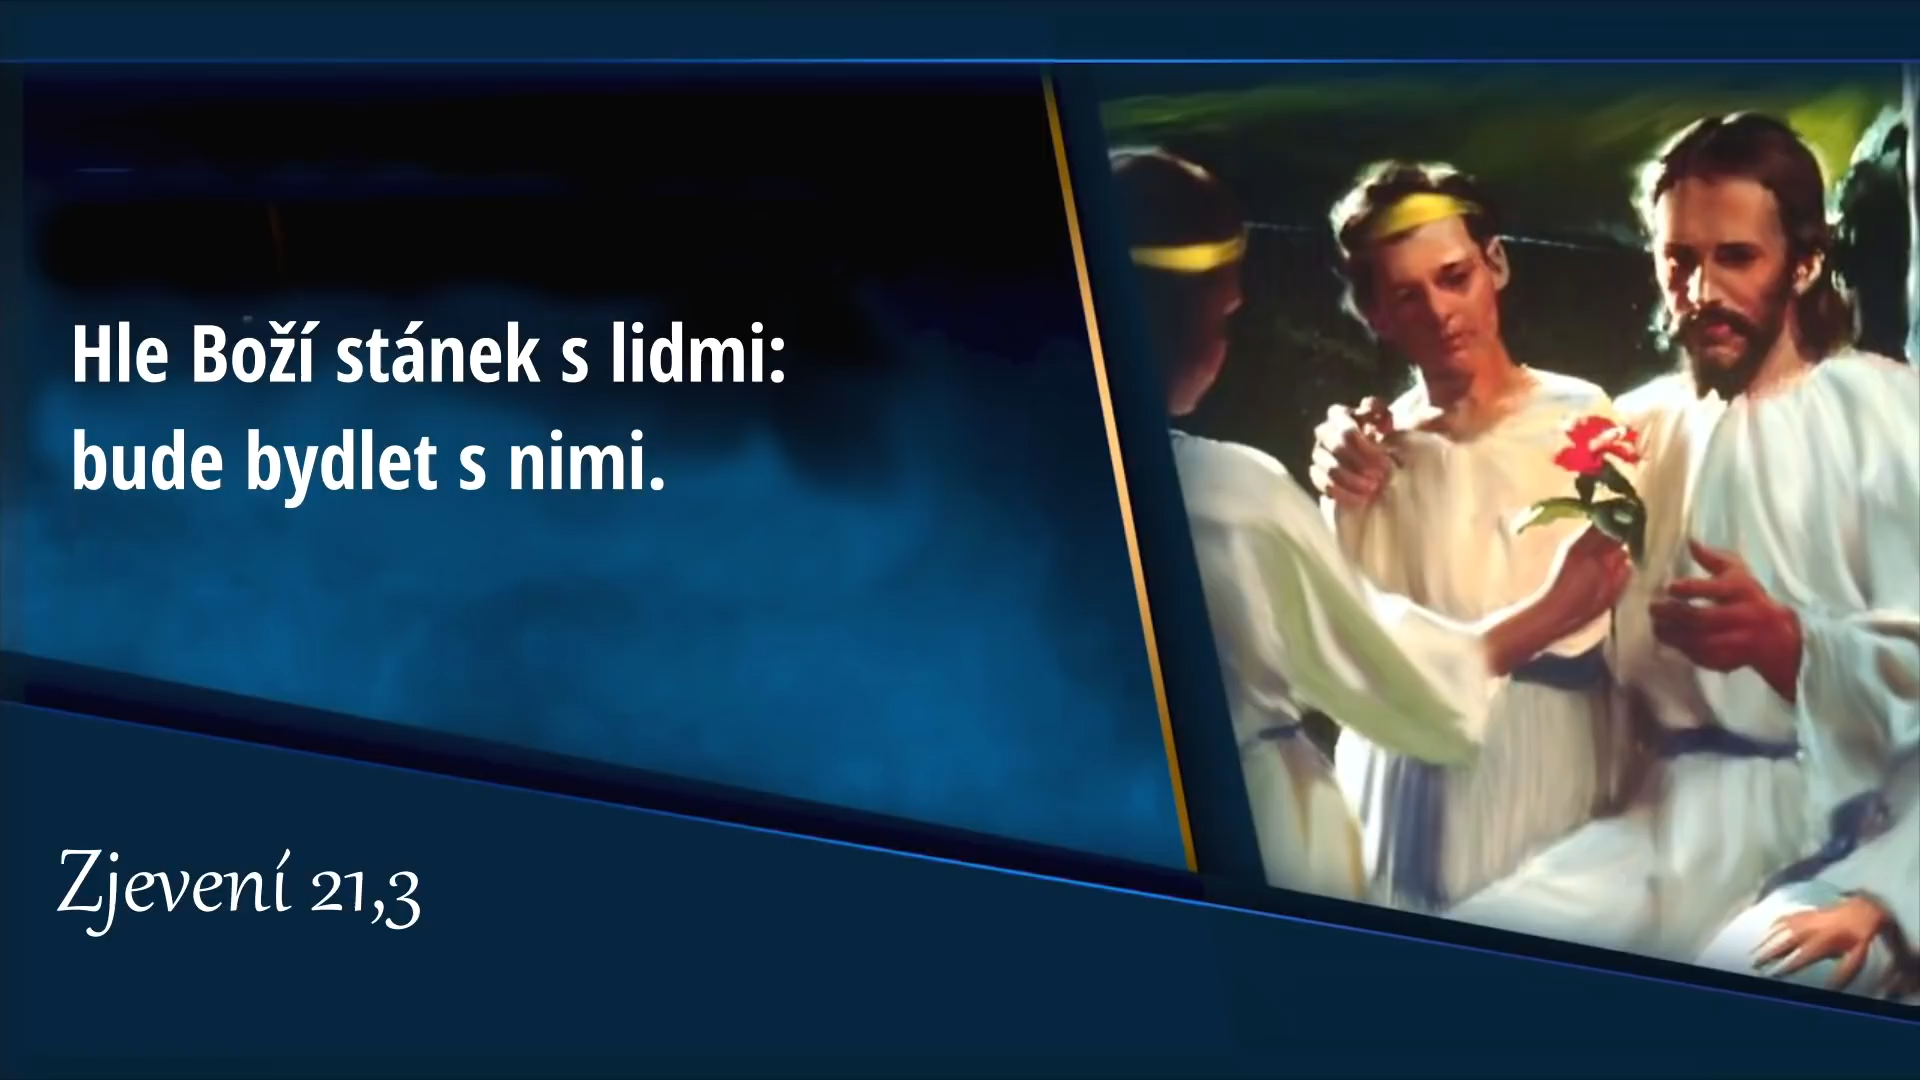 Hle Boží stánek s lidmi:
bude bydlet s nimi.
Zjevení 21,3